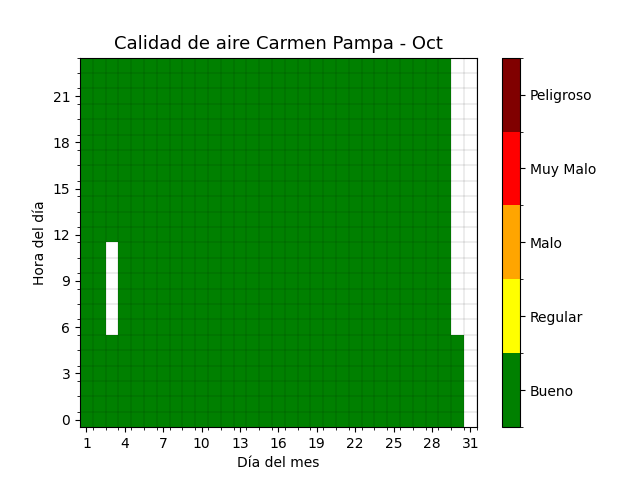 Calidad de aire Carmen Pampa - Oct
21
18
15
12
9
6
3
0
Hora del día
1 4 7 10 13 16 19 22 25 28 31
Día del mes
Peligroso
Muy Malo
Malo
Regular
Bueno